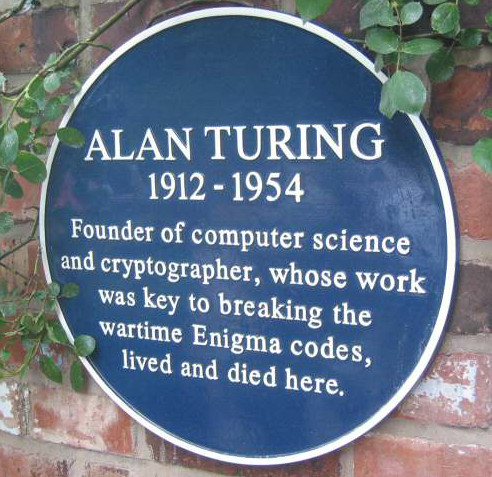 ALAN TURING
1912 - 1954
Founder of computer science
and cryptographer, whose work
was key to breaking the
wartime Enigma codes,
lived and died here.